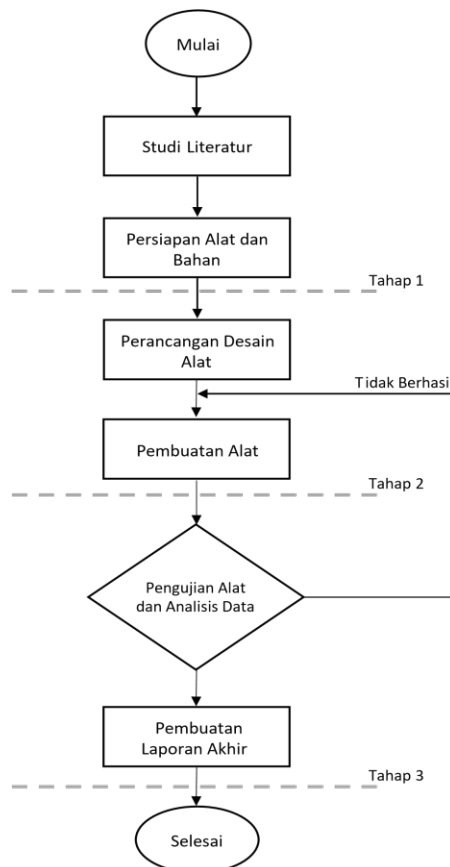 Mulai
Studi Literatur
Persiapan Alat dan
Bahan
Tahap 1
Perancangan Desain
Alat
Tidak Berhasi
Pembuatan Alat
Tahap 2
Pengujian Alat
dan Analisis Data
Pembuatan
Laporan Akhir
Tahap 3
Selesai